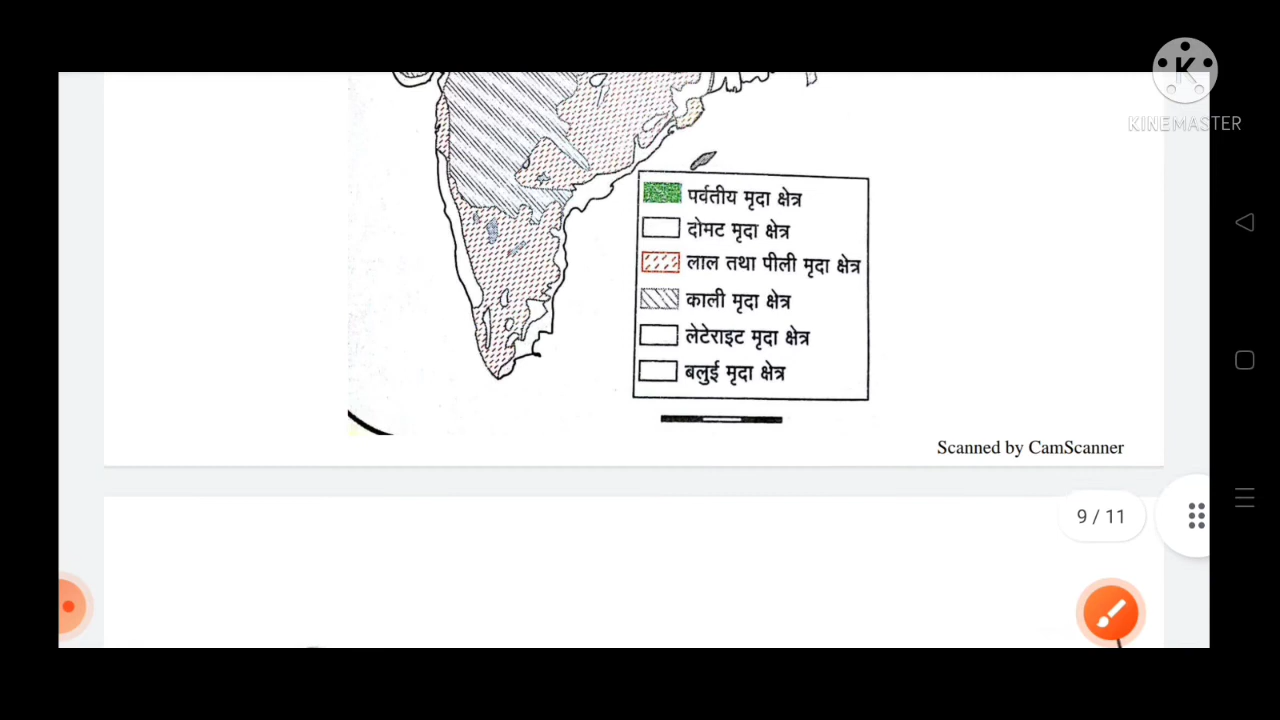 KINEMASTER
पर्वतीय मृदा क्षेत्र
दोमट मृदा क्षेत्र
लाल तथा पीली मृदा क्षेत्र
काली मृदा क्षेत्र
लेटेराइट मृदा क्षेत्र
बलुई मृदा क्षेत्र
Scanned by CamScanner
9 / 11